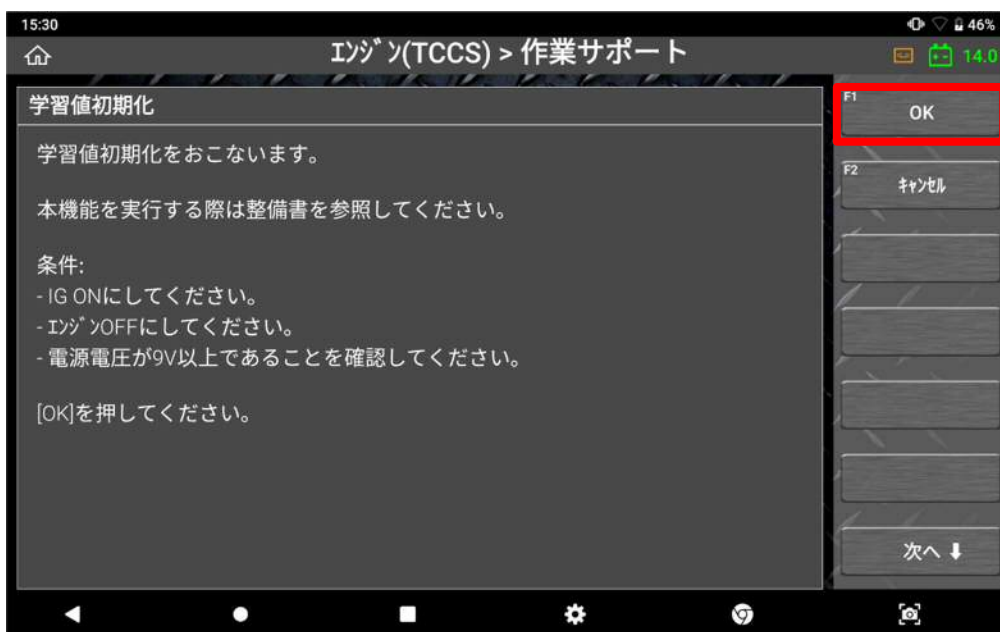 15:30
46%
ｴﾝｼﾞﾝ(TCCS) > 作業サポート
14.0
学習値初期化
学習値初期化をおこないます。
本機能を実行する際は整備書を参照してください。
条件:
- IG ONにしてください。
- ｴﾝｼﾞﾝOFFにしてください。
- 電源電圧が9V以上であることを確認してください。
[OK]を押してください。
F1
OK
F2
ｷｬﾝｾﾙ
次へ ⬇